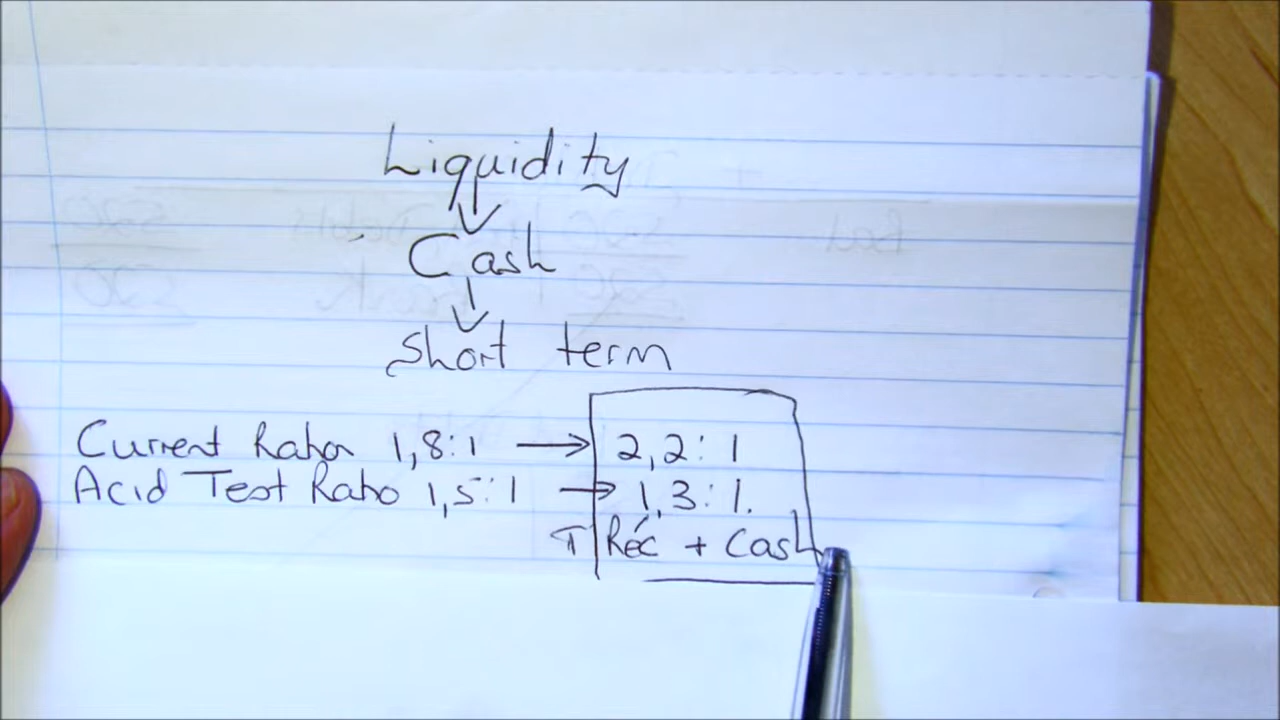 Liquidity
Cash
Short term
Current Ratio 1,8:1 → 2,2:1
Acid Test Ratio 1,5:1 → 1,3:1.
T Rec + Cash